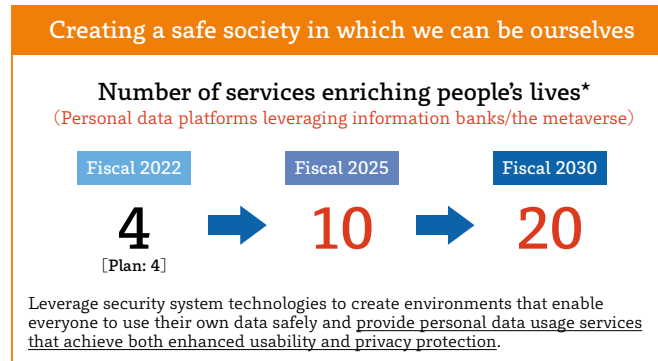 Creating a safe society in which we can be ourselves
Number of services enriching people's lives*
(Personal data platforms leveraging information banks/the metaverse)
Fiscal 2022
Fiscal 2025
Fiscal 2030
4
10
20
[Plan: 4]
Leverage security system technologies to create environments that enable
everyone to use their own data safely and provide personal data usage services
that achieve both enhanced usability and privacy protection.